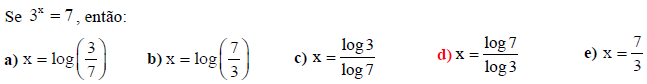 Se 3^x = 7, então:
a) x = log(3/7) b) x = log(7/3) c) x = log 3/log 7 d) x = log 7/log 3 e) x = 7/3